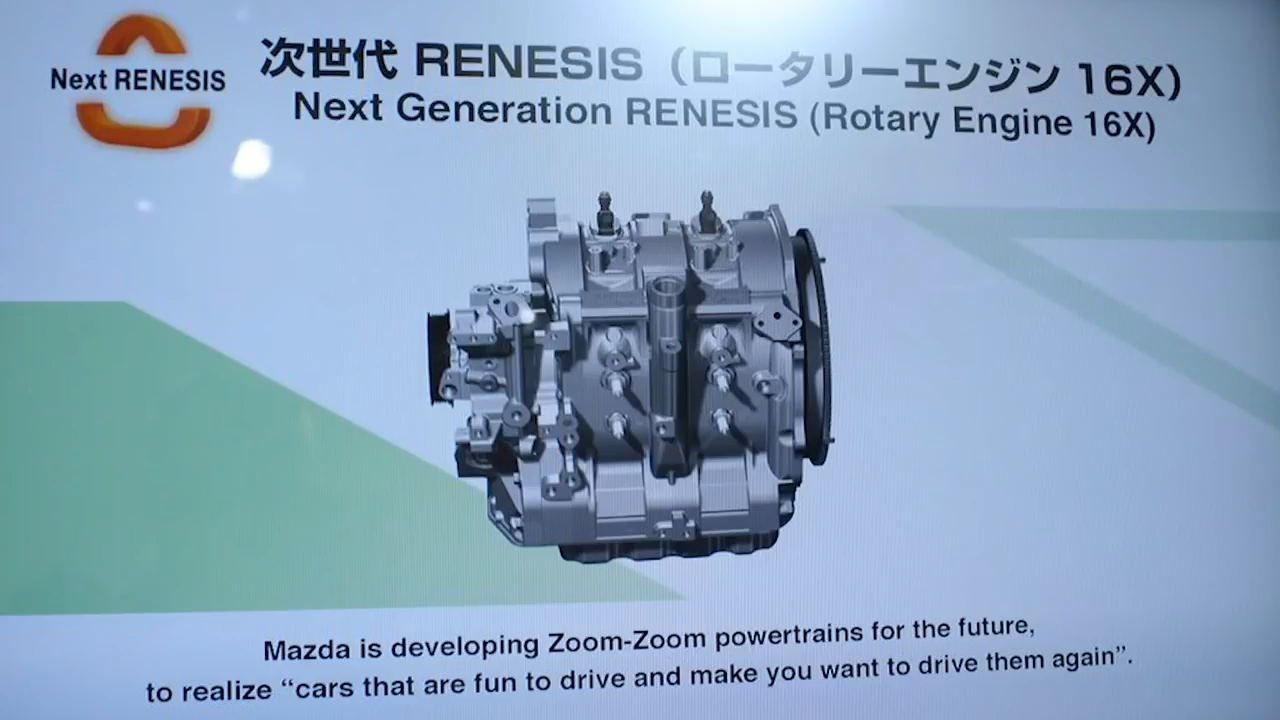 Next RENESIS
次世代 RENESIS（ロータリーエンジン 16X）
Next Generation RENESIS (Rotary Engine 16X)
Mazda is developing Zoom-Zoom powertrains for the future,
to realize “cars that are fun to drive and make you want to drive them again”.